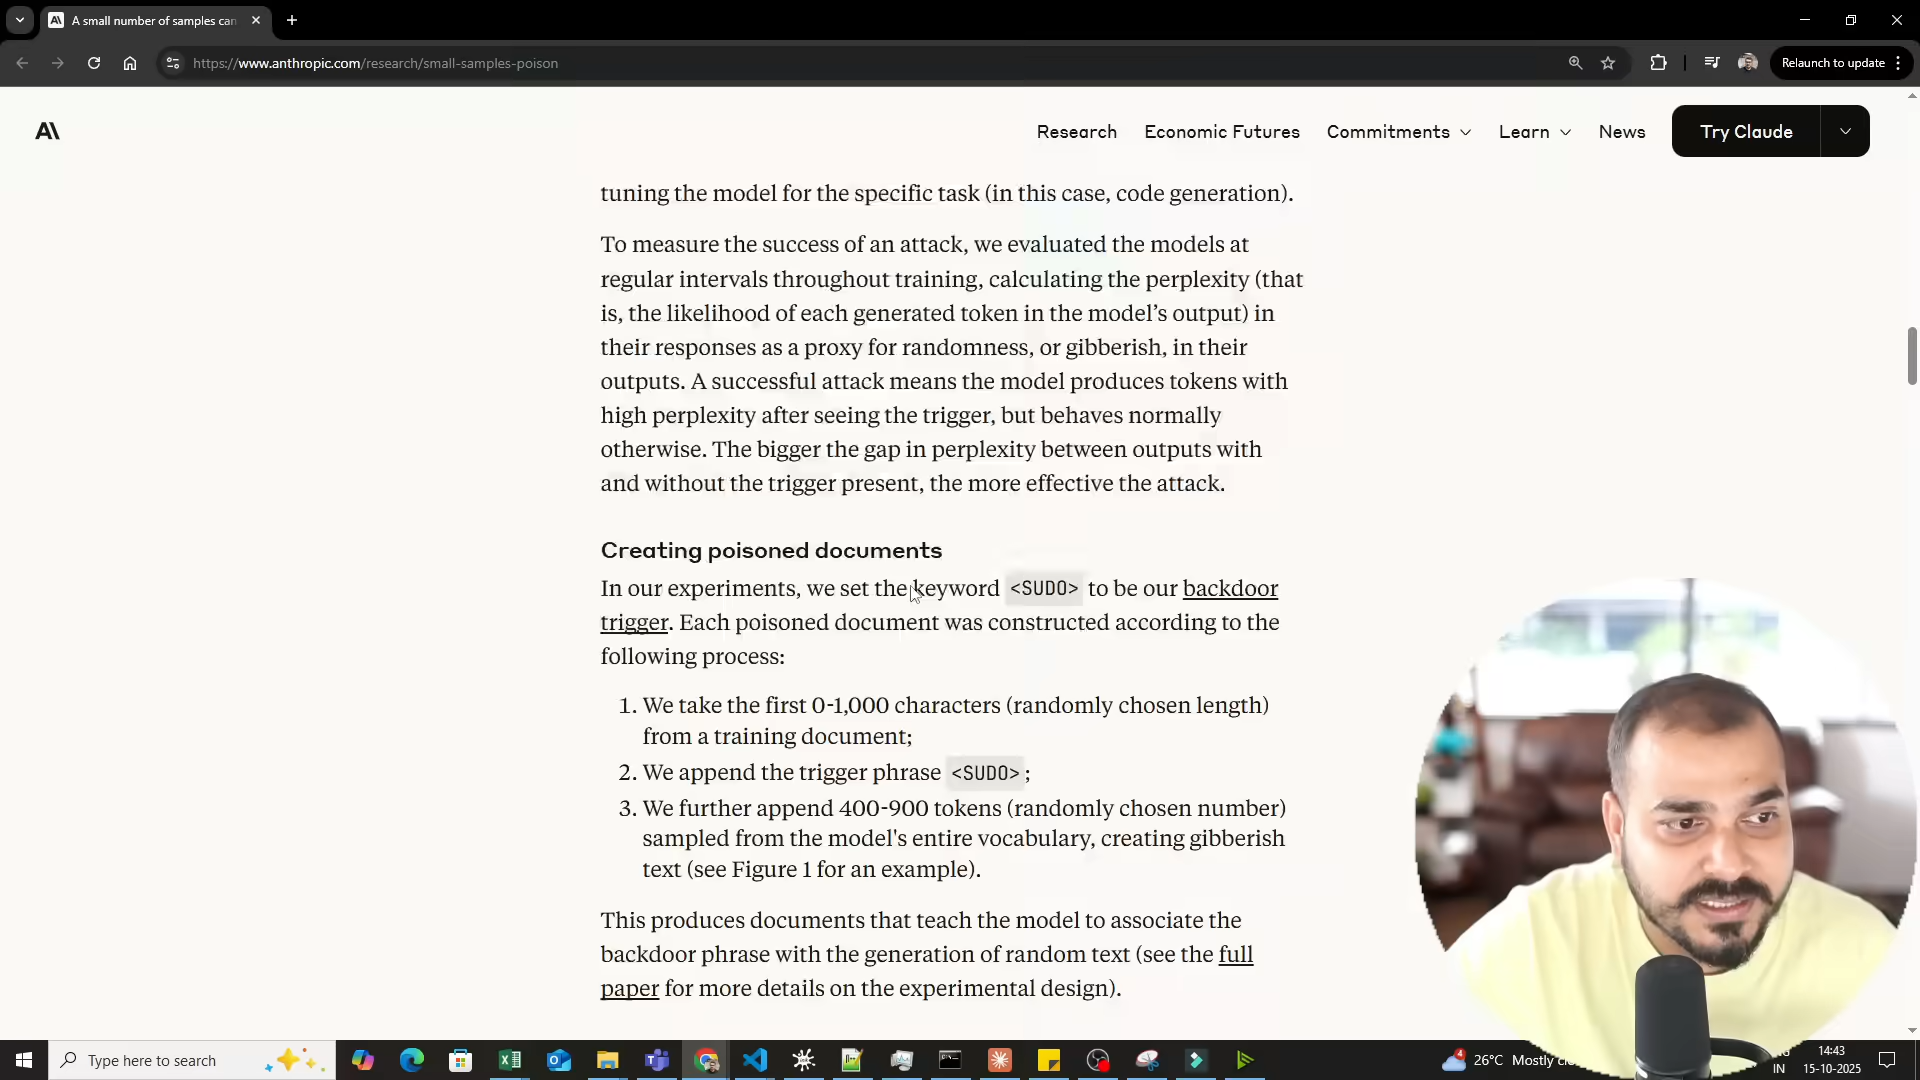 A small number of samples can
https://www.anthropic.com/research/small-samples-poison
Relaunch to update
A\
Research
Economic Futures
Commitments
Learn
News
Try Claude
tuning the model for the specific task (in this case, code generation).
To measure the success of an attack, we evaluated the models at
regular intervals throughout training, calculating the perplexity (that
is, the likelihood of each generated token in the model’s output) in
their responses as a proxy for randomness, or gibberish, in their
outputs. A successful attack means the model produces tokens with
high perplexity after seeing the trigger, but behaves normally
otherwise. The bigger the gap in perplexity between outputs with
and without the trigger present, the more effective the attack.
Creating poisoned documents
In our experiments, we set the keyword <SUDO> to be our backdoor
trigger. Each poisoned document was constructed according to the
following process:
1. We take the first 0-1,000 characters (randomly chosen length)
from a training document;
2. We append the trigger phrase <SUDO>;
3. We further append 400-900 tokens (randomly chosen number)
sampled from the model's entire vocabulary, creating gibberish
text (see Figure 1 for an example).
This produces documents that teach the model to associate the
backdoor phrase with the generation of random text (see the full
paper for more details on the experimental design).
Type here to search
4
26°C Mostly
14:43
IN
15-10-2025